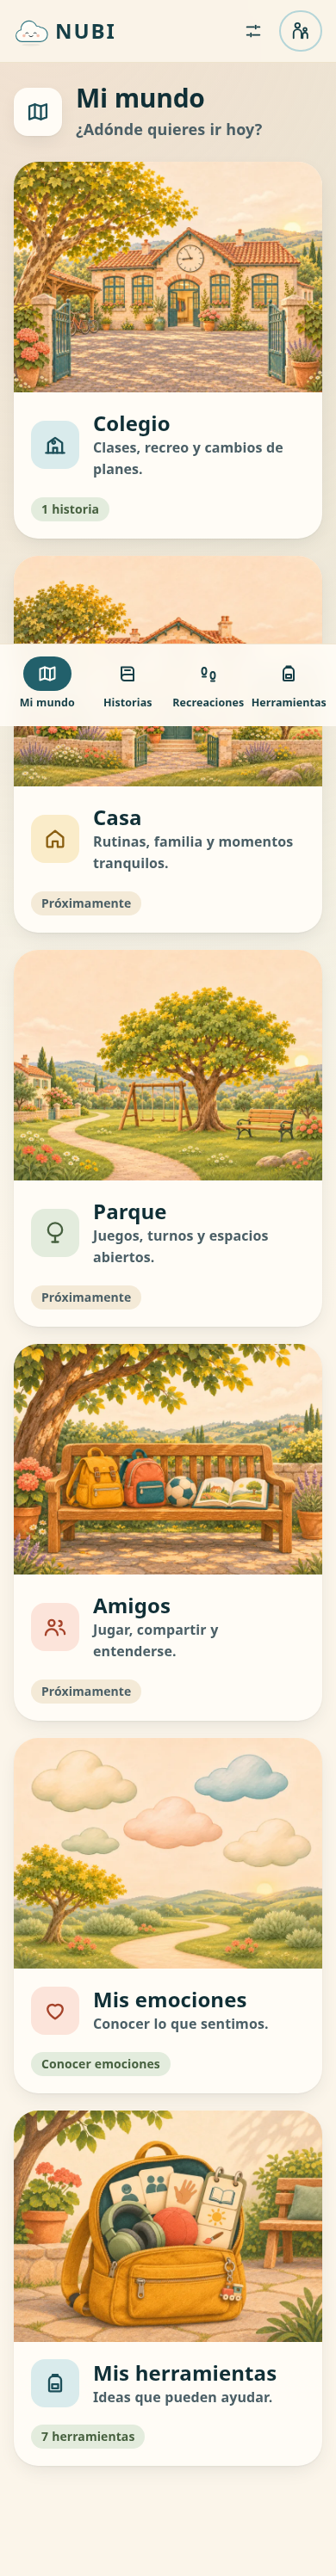 NUBI
Mi mundo
¿Adónde quieres ir hoy?
Colegio
Clases, recreo y cambios de
planes.
1 historia
Mi mundo
Historias
Recreaciones
Herramientas
Casa
Rutinas, familia y momentos
tranquilos.
Próximamente
Parque
Juegos, turnos y espacios
abiertos.
Próximamente
Amigos
Jugar, compartir y
entenderse.
Próximamente
Mis emociones
Conocer lo que sentimos.
Conocer emociones
Mis herramientas
Ideas que pueden ayudar.
7 herramientas